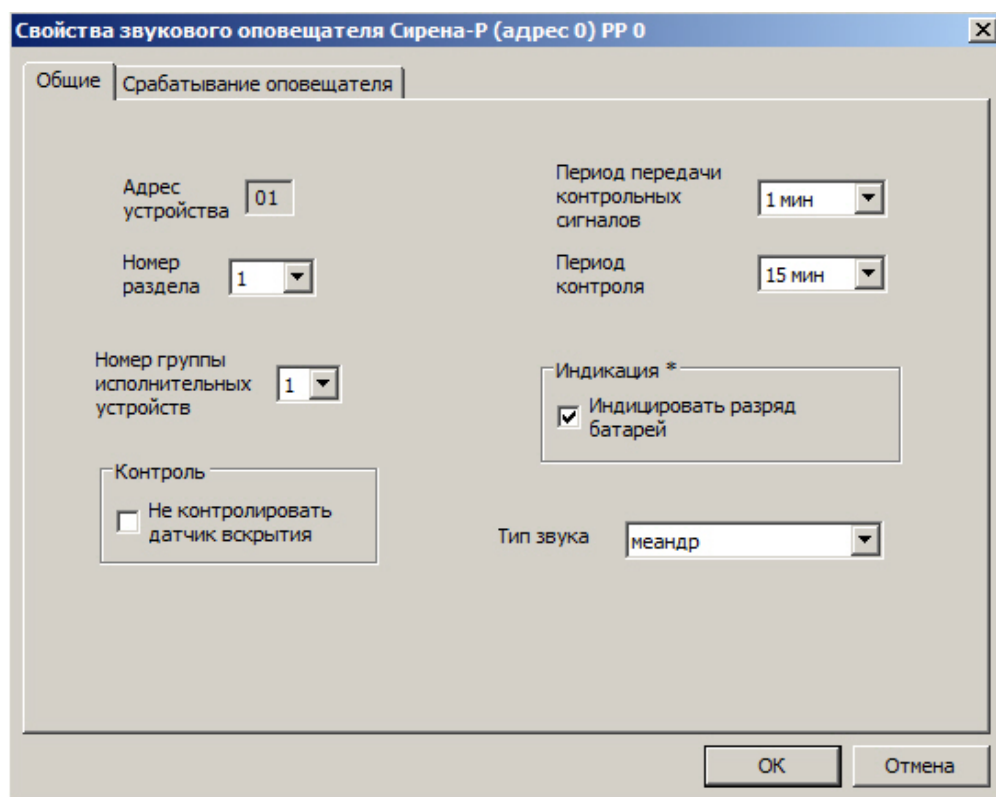 Свойства звукового оповещателя Сирена-Р (адрес 0) РР 0
Общие
Срабатывание оповещателя
Адрес
устройства
01
Номер
раздела
1
Номер группы
исполнительных
устройств
1
Контроль
Не контролировать
датчик вскрытия
Период передачи
контрольных
сигналов
1 мин
Период
контроля
15 мин
Индикация *
Индицировать разряд
батарей
Тип звука
меандр
OK
Отмена